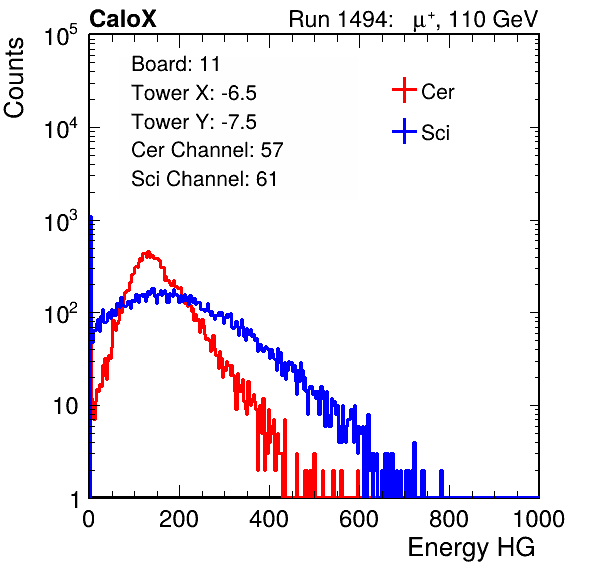 CaloX Run 1494: μ⁺, 110 GeV
Counts
Board: 11
Tower X: -6.5
Tower Y: -7.5
Cer Channel: 57
Sci Channel: 61
Cer
Sci
10⁵
10⁴
10³
10²
10
1
0 200 400 600 800 1000
Energy HG